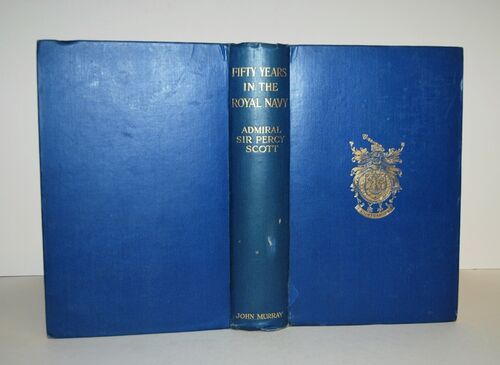 FIFTY YEARS
IN THE
ROYAL NAVY
ADMIRAL
SIR PERCY
SCOTT
JOHN MURRAY